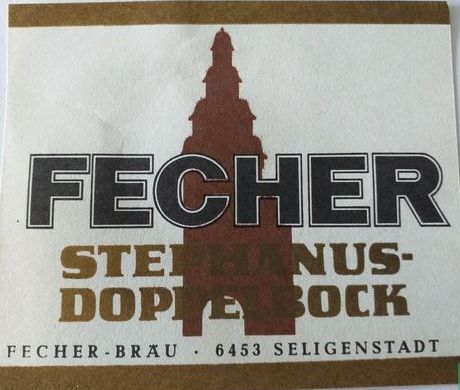 FECHER
STEPHANUS-
DOPPELBOCK
FECHER-BRÄU · 6453 SELIGENSTADT